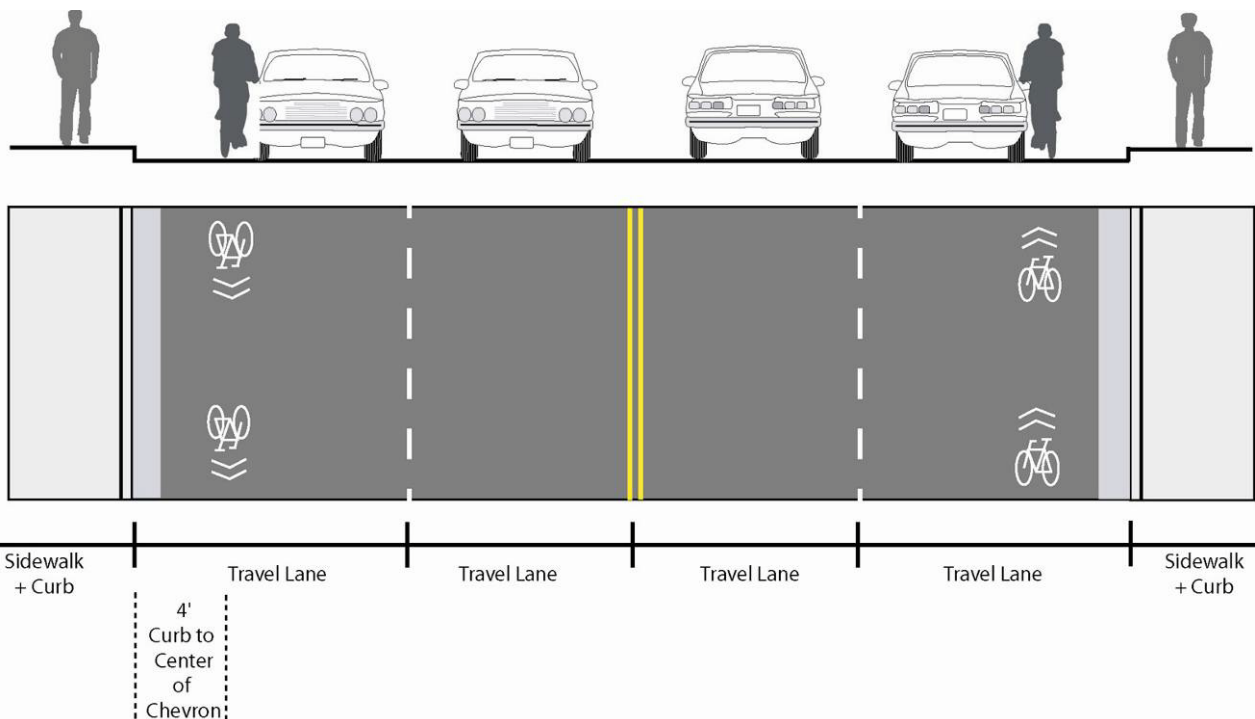 Sidewalk
+ Curb
Travel Lane
Travel Lane
Travel Lane
Travel Lane
Sidewalk
+ Curb
4'
Curb to
Center
of
Chevron